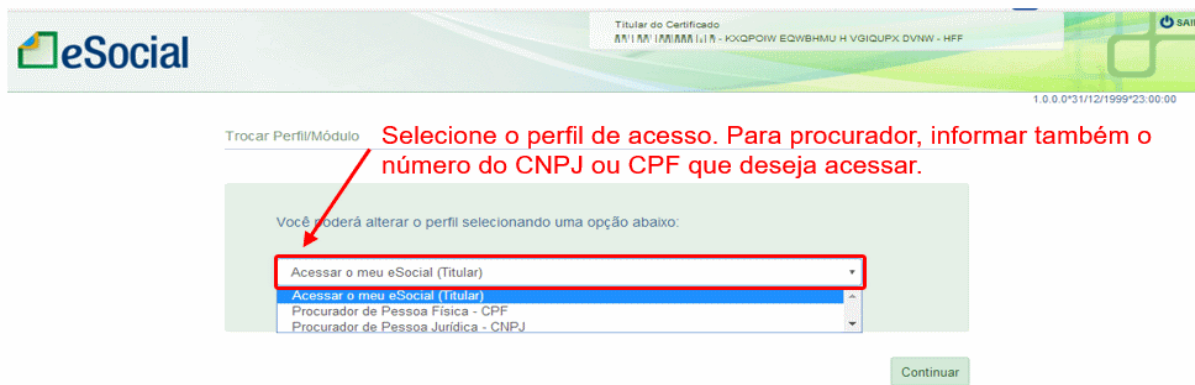 Titular do Certificado
- KXQPOIW EQWBHMU H VGIQUPX DVNW - HFF
SAIR
eSocial
1.0.0.0*31/12/1999*23:00:00
Trocar Perfil/Módulo
Selecione o perfil de acesso. Para procurador, informar também o
número do CNPJ ou CPF que deseja acessar.
Você poderá alterar o perfil selecionando uma opção abaixo:
Acessar o meu eSocial (Titular)
Acessar o meu eSocial (Titular)
Procurador de Pessoa Física - CPF
Procurador de Pessoa Jurídica - CNPJ
Continuar